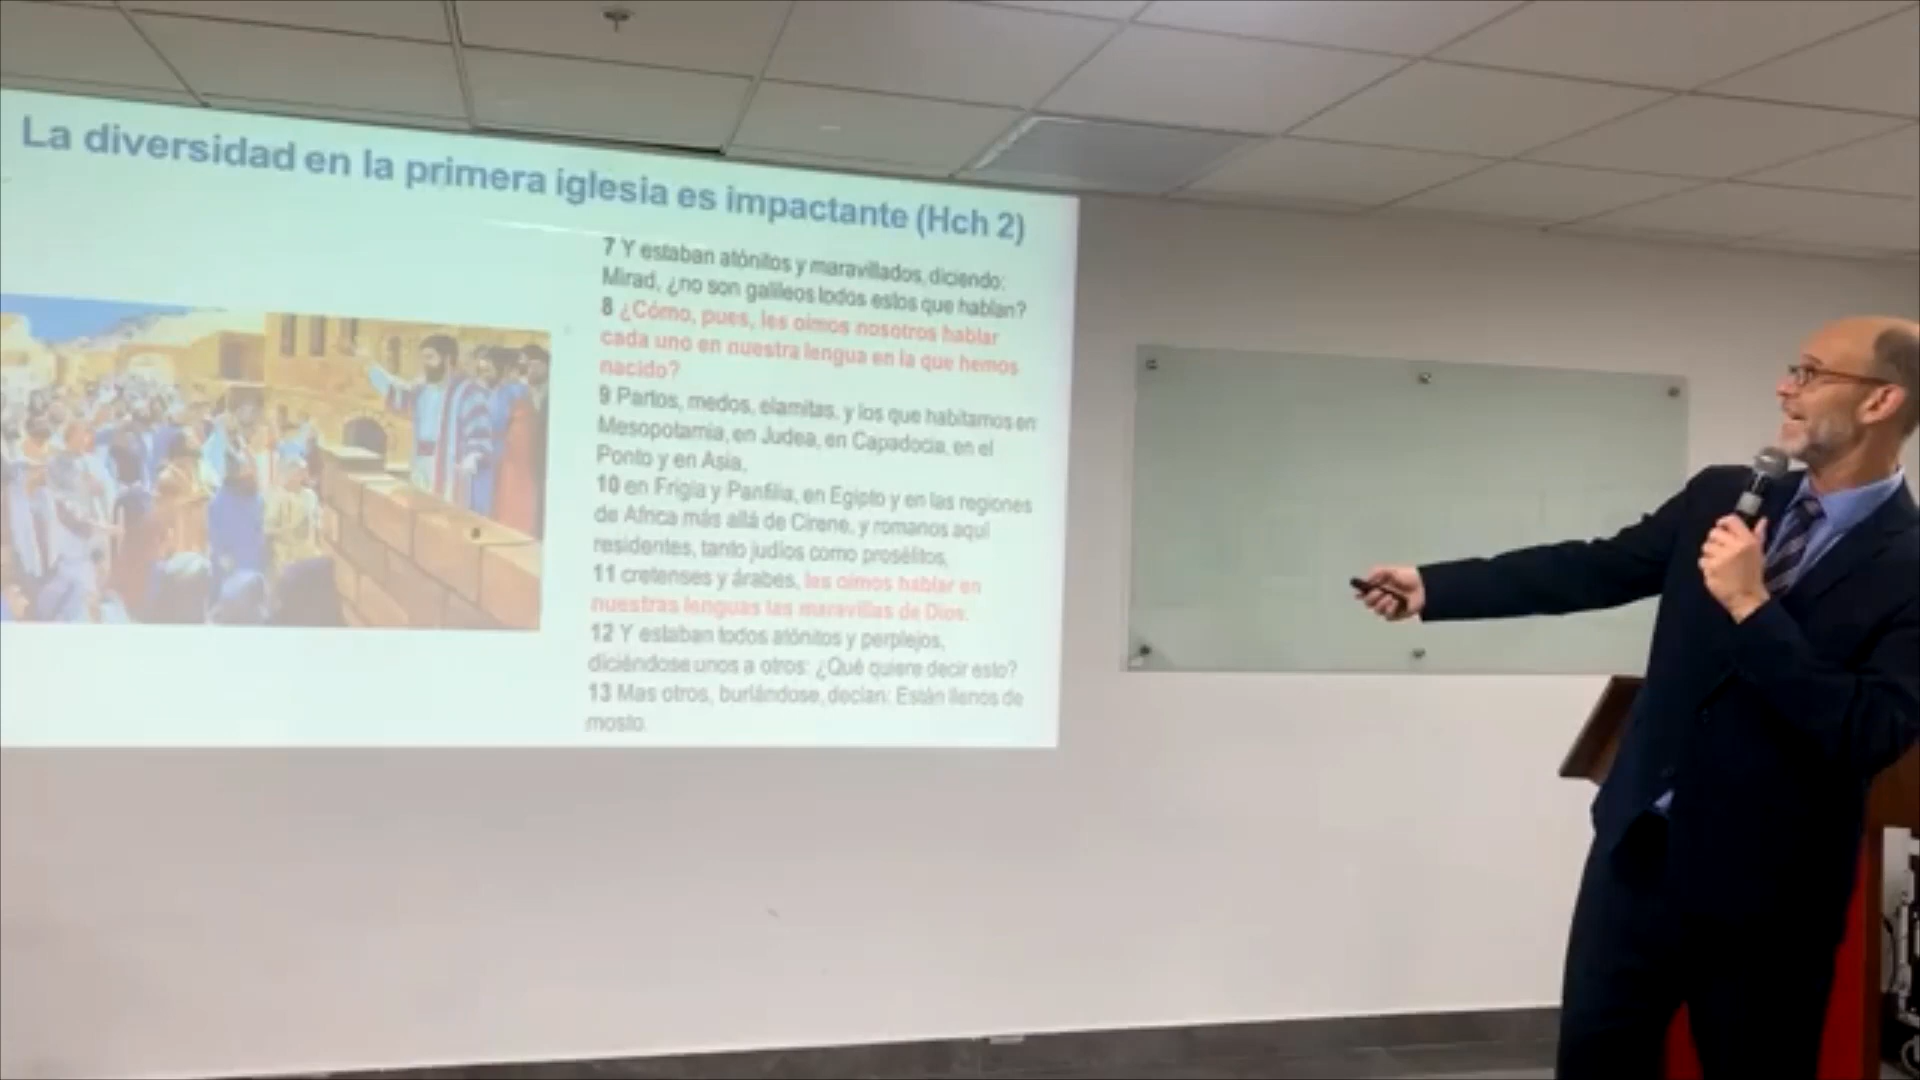 La diversidad en la primera iglesia es impactante (Hch 2)
7 Y estaban atónitos y maravillados, diciendo:
Mirad, ¿no son galileos todos estos que hablan?
8 ¿Cómo, pues, les oímos nosotros hablar
cada uno en nuestra lengua en la que hemos
nacido?
9 Partos, medos, elamitas, y los que habitamos en
Mesopotamia, en Judea, en Capadocia, en el
Ponto y en Asia,
10 en Frigia y Panfilia, en Egipto y en las regiones
de Africa más allá de Cirene, y romanos aquí
residentes, tanto judíos como prosélitos,
11 cretenses y árabes, les oímos hablar en
nuestras lenguas las maravillas de Dios.
12 Y estaban todos atónitos y perplejos,
diciéndose unos a otros: ¿Qué quiere decir esto?
13 Mas otros, burlándose, decían: Están llenos de
mosto.